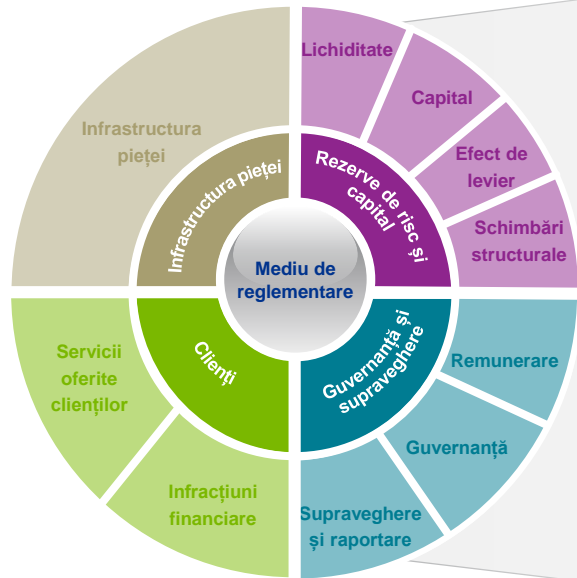 Lichiditate
Capital
Efect de
levier
Schimbări
structurale
Infrastructura
pieței
Infrastructura pieței
Rezerve de risc și
capital
Mediu de
reglementare
Clienți
Guvernanță și
supraveghere
Servicii
oferite
clienților
Infracțiuni
financiare
Remunerare
Guvernanță
Supraveghere
și raportare